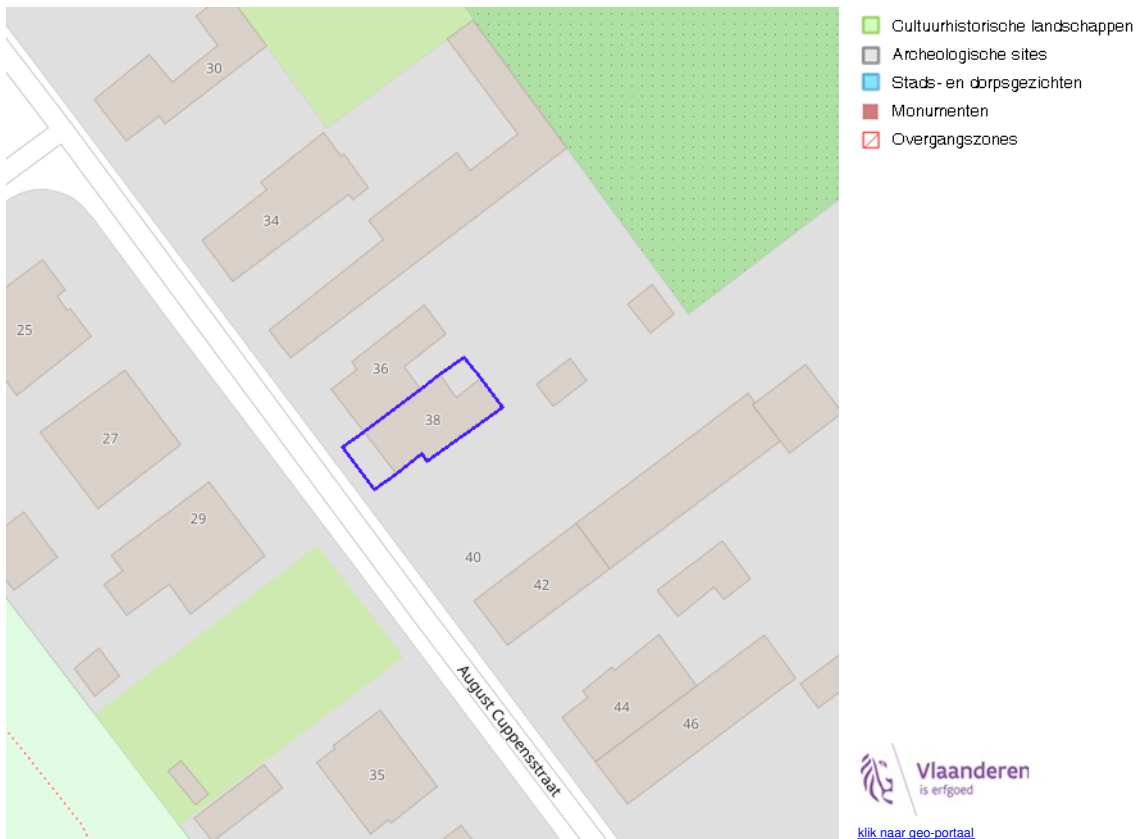 Cultuurhistorische landschappen
Archeologische sites
Stads- en dorpsgezichten
Monumenten
Overgangszones
30
34
25
36
27
38
29
40
42
44
46
35
August Cuppensstraat
Vlaanderen
is erfgoed
klik naar geo-portaal